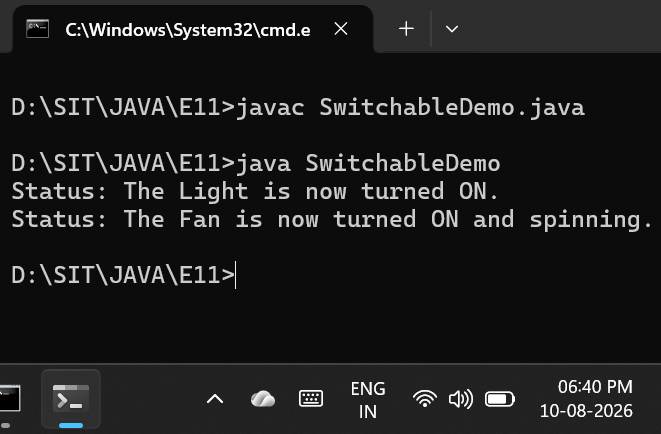 C:\Windows\System32\cmd.e
D:\SIT\JAVA\E11>javac SwitchableDemo.java
D:\SIT\JAVA\E11>java SwitchableDemo
Status: The Light is now turned ON.
Status: The Fan is now turned ON and spinning.
D:\SIT\JAVA\E11>
ENG
IN
06:40 PM
10-08-2026